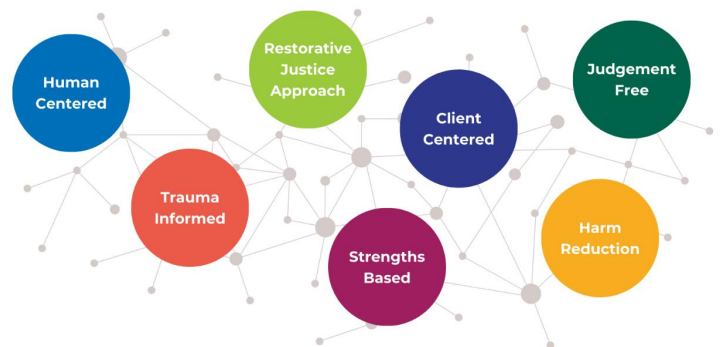 Human
Centered
Restorative
Justice
Approach
Client
Centered
Judgement
Free
Trauma
Informed
Strengths
Based
Harm
Reduction